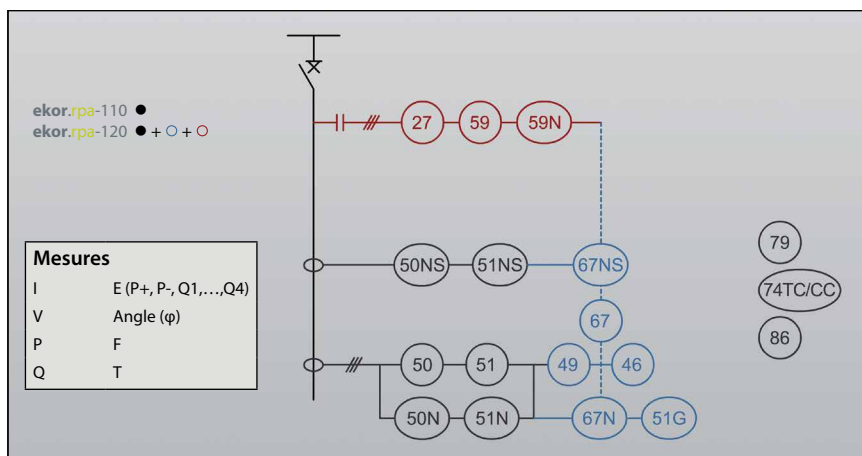 ekor.rpa-110 ●
ekor.rpa-120 ● + ○ + ○
27 59 59N
Mesures
I E (P+, P-, Q1,...,Q4)
V Angle (φ)
P F
Q T
50NS 51NS 67NS
67
50 51 49 46
50N 51N 67N 51G
79
74TC/CC
86